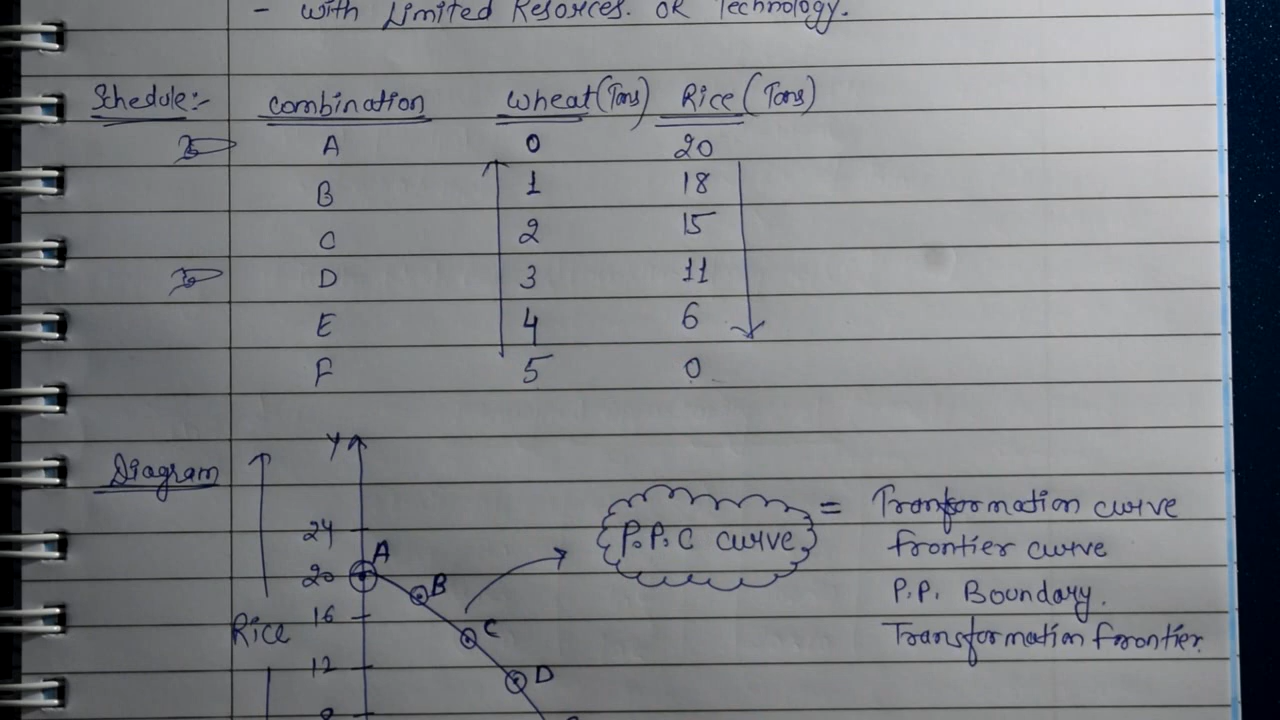 - With Limited Resorces. OR Technology.
Schedule:- combination Wheat (Tons) Rice (Tons)
A 0 20
B 1 18
C 2 15
D 3 11
E 4 6
F 5 0
Diagram Y
24
P.P.C curve = Transformation curve
frontier curve
A
20
B
P.P. Boundary.
16
Rice
C
Transformation frontier.
12
D
8